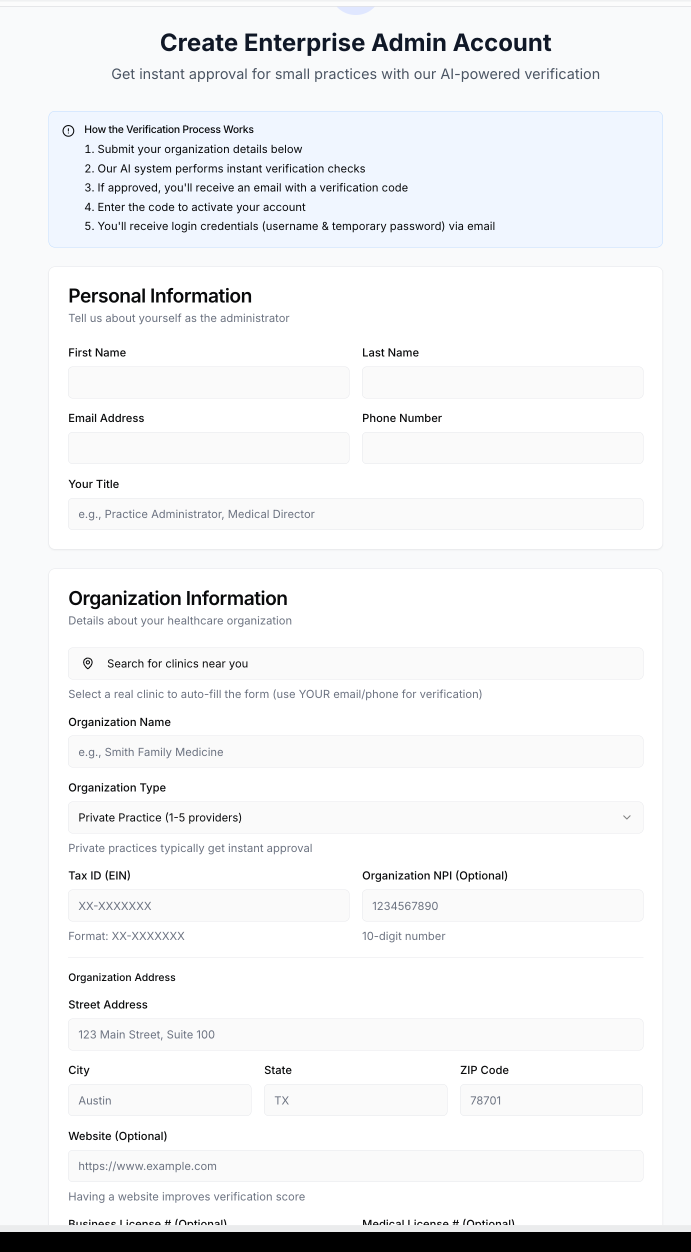 Create Enterprise Admin Account
Get instant approval for small practices with our AI-powered verification
How the Verification Process Works
1. Submit your organization details below
2. Our AI system performs instant verification checks
3. If approved, you'll receive an email with a verification code
4. Enter the code to activate your account
5. You'll receive login credentials (username & temporary password) via email
Personal Information
Tell us about yourself as the administrator
First Name Last Name
Email Address Phone Number
Your Title
e.g., Practice Administrator, Medical Director
Organization Information
Details about your healthcare organization
Search for clinics near you
Select a real clinic to auto-fill the form (use YOUR email/phone for verification)
Organization Name
e.g., Smith Family Medicine
Organization Type
Private Practice (1-5 providers)
Private practices typically get instant approval
Tax ID (EIN) Organization NPI (Optional)
XX-XXXXXXX 1234567890
Format: XX-XXXXXXX 10-digit number
Organization Address
Street Address
123 Main Street, Suite 100
City State ZIP Code
Austin TX 78701
Website (Optional)
https://www.example.com
Having a website improves verification score
Business License # (Optional) Medical License # (Optional)